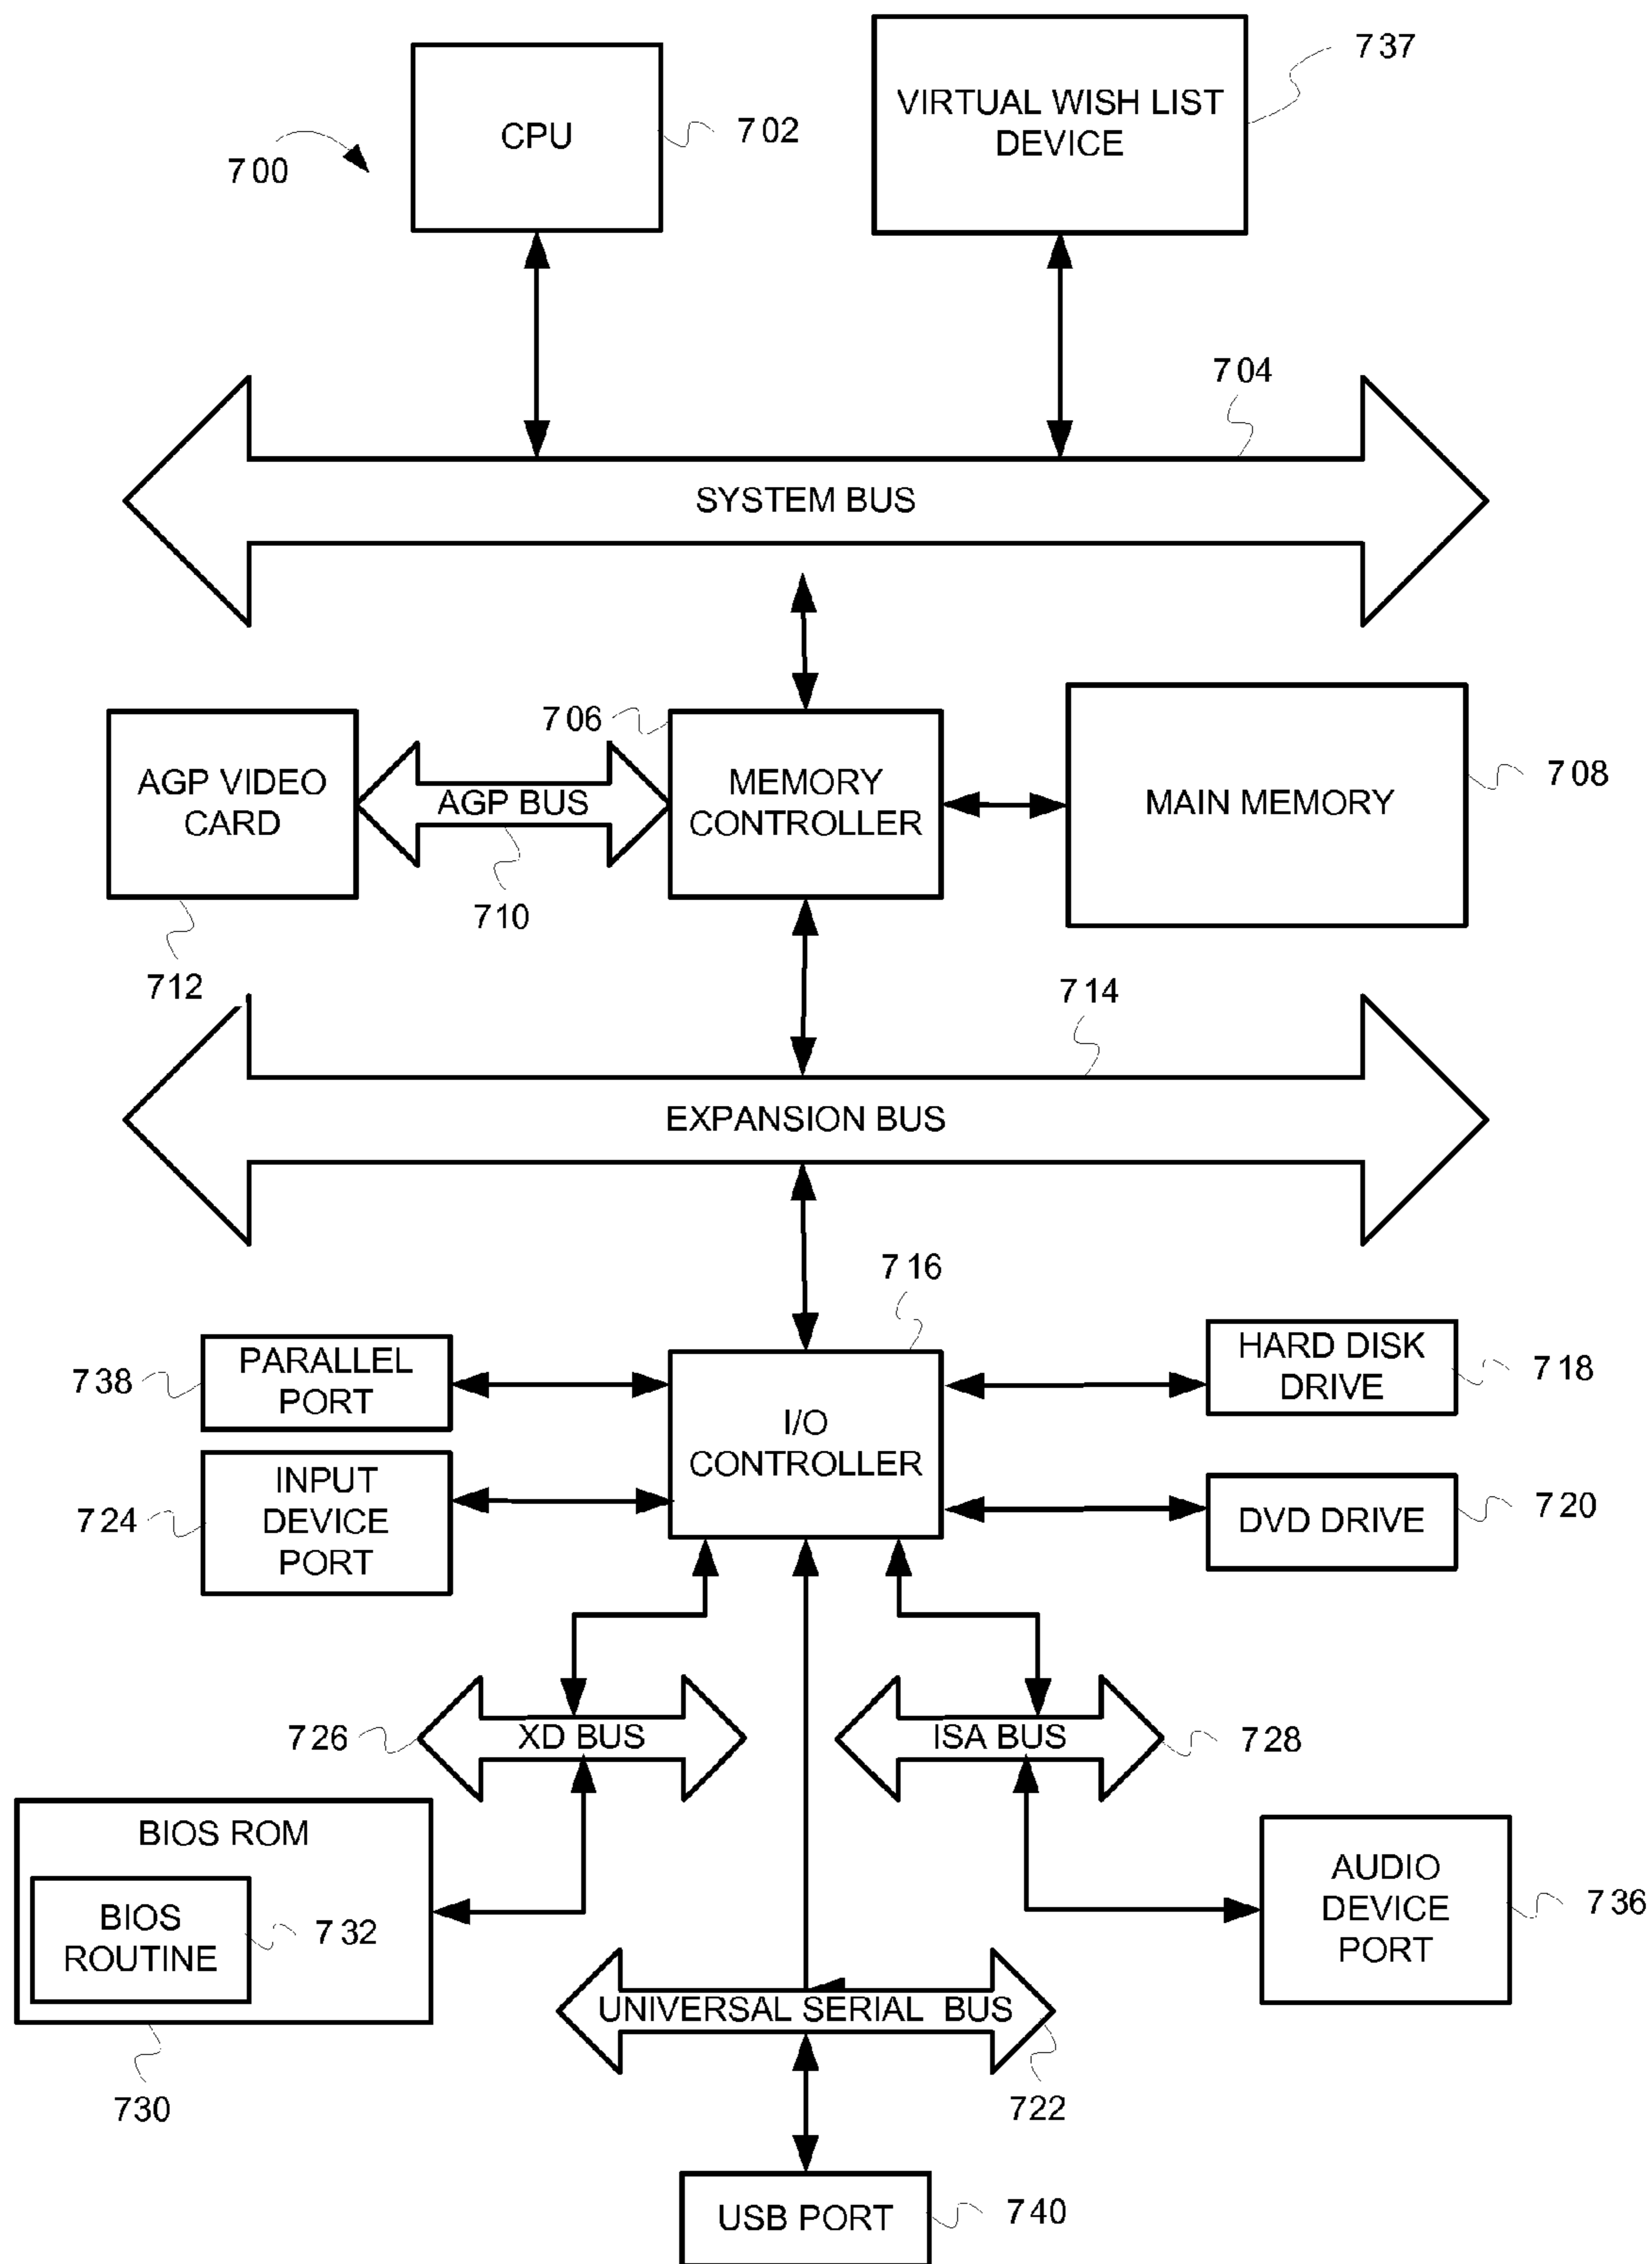 737
VIRTUAL WISH LIST
DEVICE
CPU
702
700
704
SYSTEM BUS
706
AGP VIDEO
CARD
AGP BUS
MEMORY
CONTROLLER
MAIN MEMORY
708
710
712
714
EXPANSION BUS
716
738
PARALLEL
PORT
HARD DISK
DRIVE
718
I/O
CONTROLLER
724
INPUT
DEVICE
PORT
DVD DRIVE
720
726
XD BUS
ISA BUS
728
BIOS ROM
BIOS
ROUTINE
732
AUDIO
DEVICE
PORT
736
UNIVERSAL SERIAL BUS
730
722
USB PORT
740